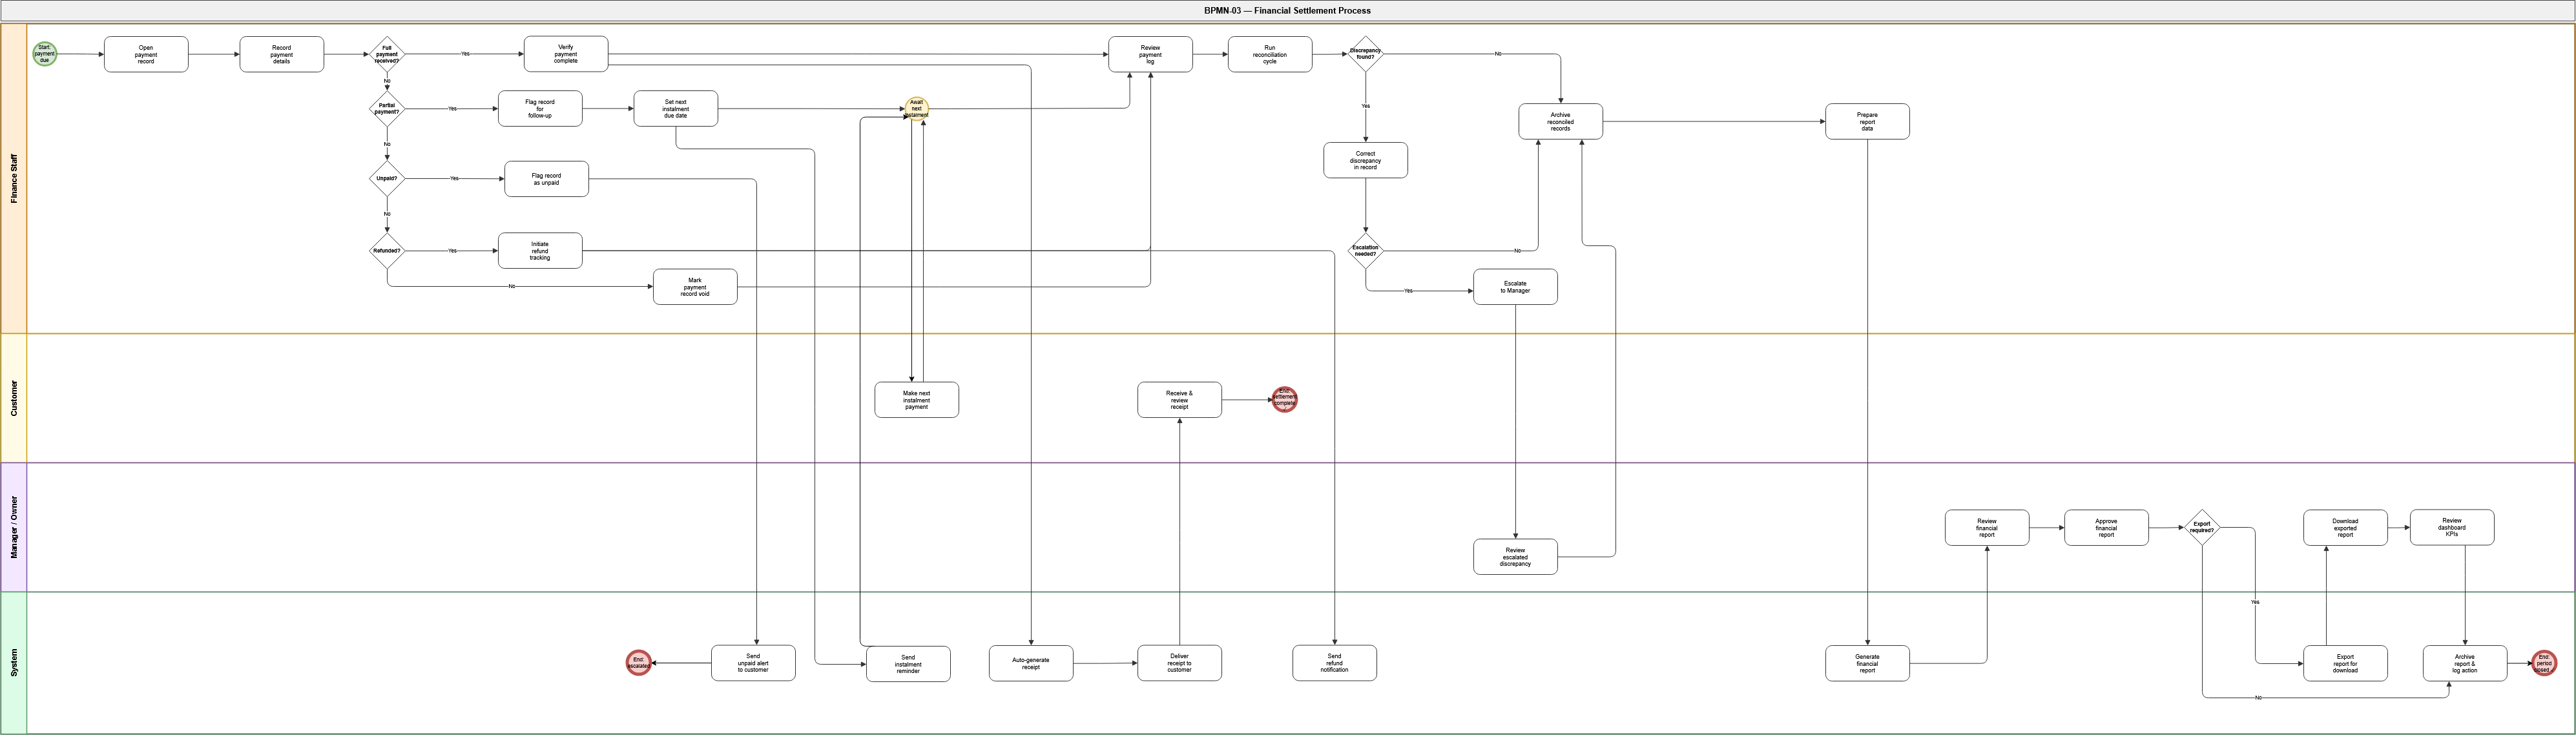 BPMN-03 — Financial Settlement Process
Finance Staff
Start:
payment
due
Open
payment
record
Record
payment
details
Full
payment
received?
Yes
Verify
payment
complete
Review
payment
log
Run
reconciliation
cycle
Discrepancy
found?
No
No
Partial
payment?
Yes
Flag record
for
follow-up
Set next
instalment
due date
Await
next
instalment
Yes
Archive
reconciled
records
Prepare
report
data
No
Correct
discrepancy
in record
Unpaid?
Yes
Flag record
as unpaid
No
Refunded?
Yes
Initiate
refund
tracking
Escalation
needed?
No
No
Mark
payment
record void
Yes
Escalate
to Manager
Customer
Make next
instalment
payment
Receive &
review
receipt
End:
settlement
complete
Manager / Owner
Review
escalated
discrepancy
Review
financial
report
Approve
financial
report
Export
required?
Download
exported
report
Review
dashboard
KPIs
Yes
System
End:
escalated
Send
unpaid alert
to customer
Send
instalment
reminder
Auto-generate
receipt
Deliver
receipt to
customer
Send
refund
notification
Generate
financial
report
Export
report for
download
Archive
report &
log action
End:
period
closed
No